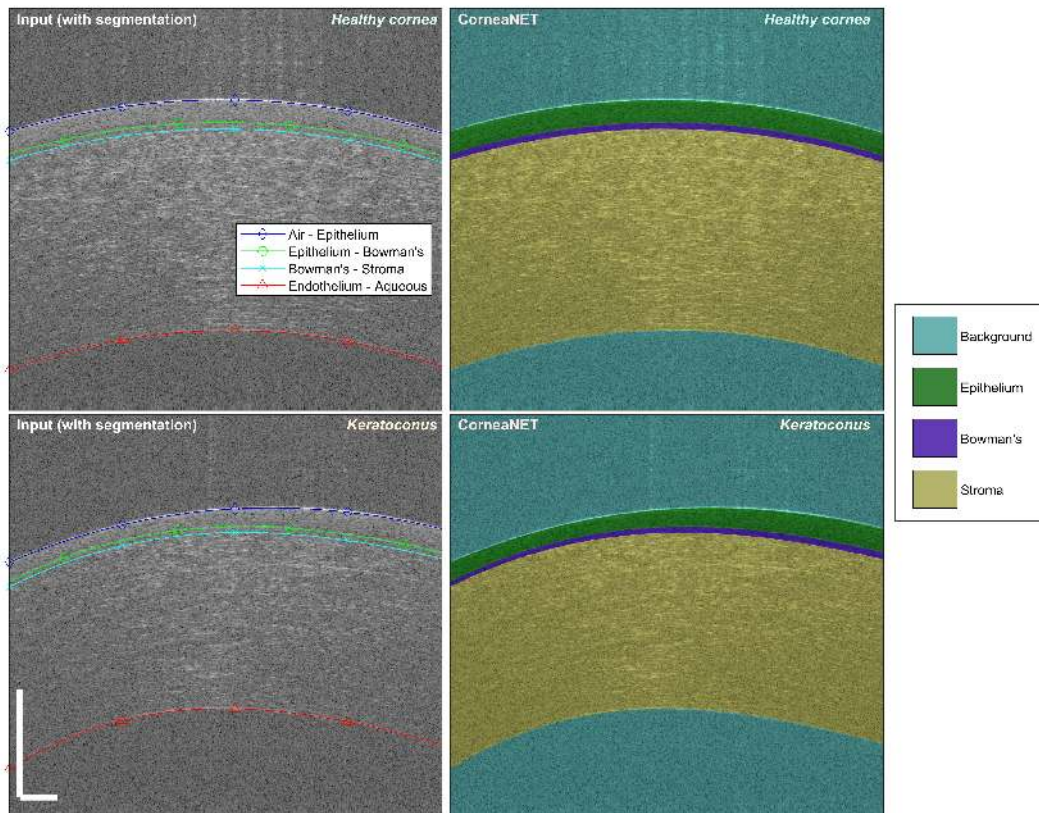 Input (with segmentation) Healthy cornea
CorneaNET Healthy cornea
Air - Epithelium
Epithelium - Bowman's
Bowman's - Stroma
Endothelium - Aqueous
Background
Epithelium
Bowman's
Stroma
Input (with segmentation) Keratoconus
CorneaNET Keratoconus